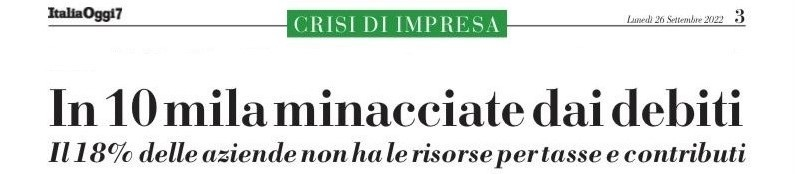 ItaliaOggi7
CRISI DI IMPRESA
Lunedì 26 Settembre 2022 3
In 10 mila minacciate dai debiti
Il 18% delle aziende non ha le risorse per tasse e contributi